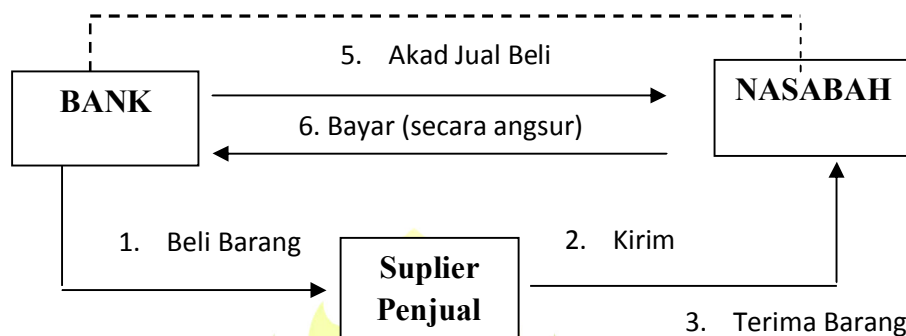 5. Akad Jual Beli
BANK
NASABAH
6. Bayar (secara angsur)
1. Beli Barang
2. Kirim
Suplier
Penjual
3. Terima Barang